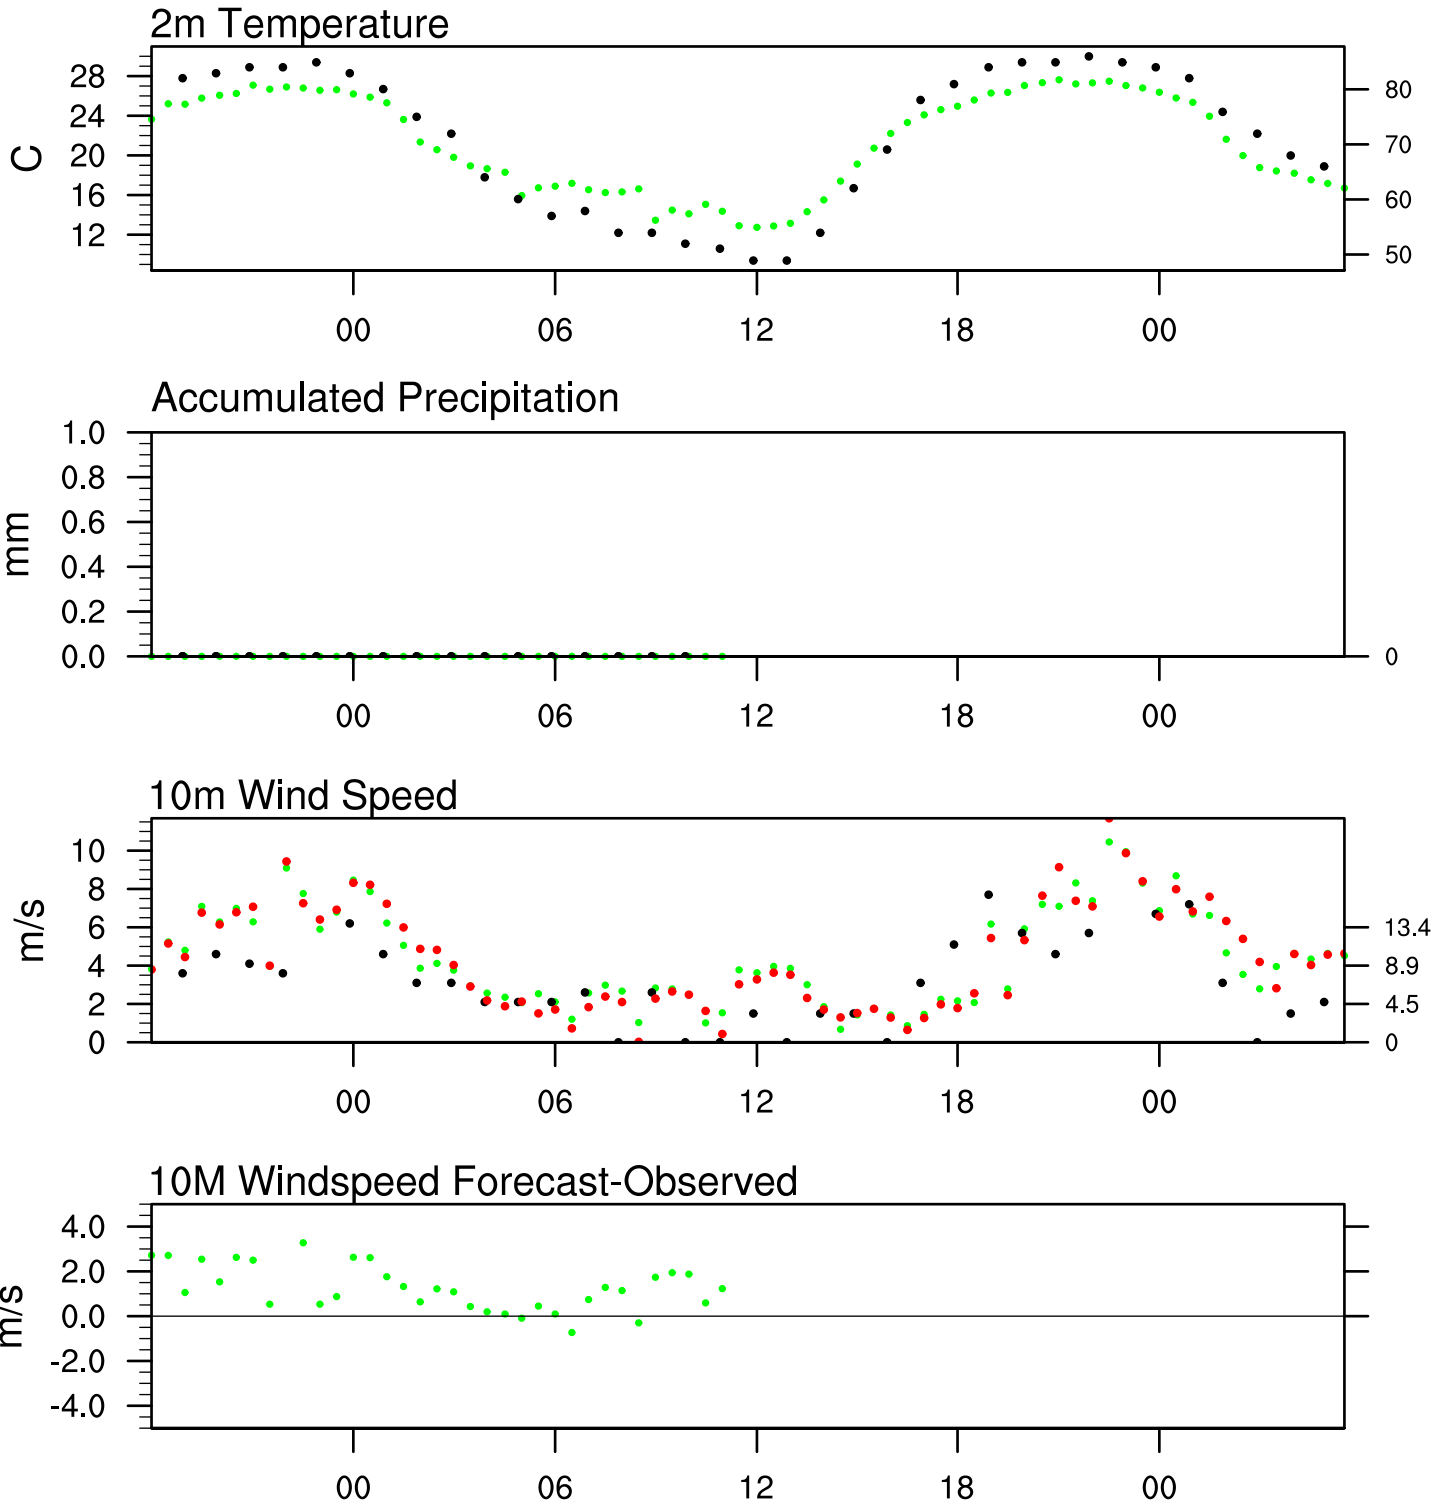 2m Temperature
C
28
24
20
16
12
80
70
60
50
00 06 12 18 00
Accumulated Precipitation
mm
1.0
0.8
0.6
0.4
0.2
0.0
0
00 06 12 18 00
10m Wind Speed
m/s
10
8
6
4
2
0
13.4
8.9
4.5
0
00 06 12 18 00
10M Windspeed Forecast-Observed
m/s
4.0
2.0
0.0
-2.0
-4.0
00 06 12 18 00